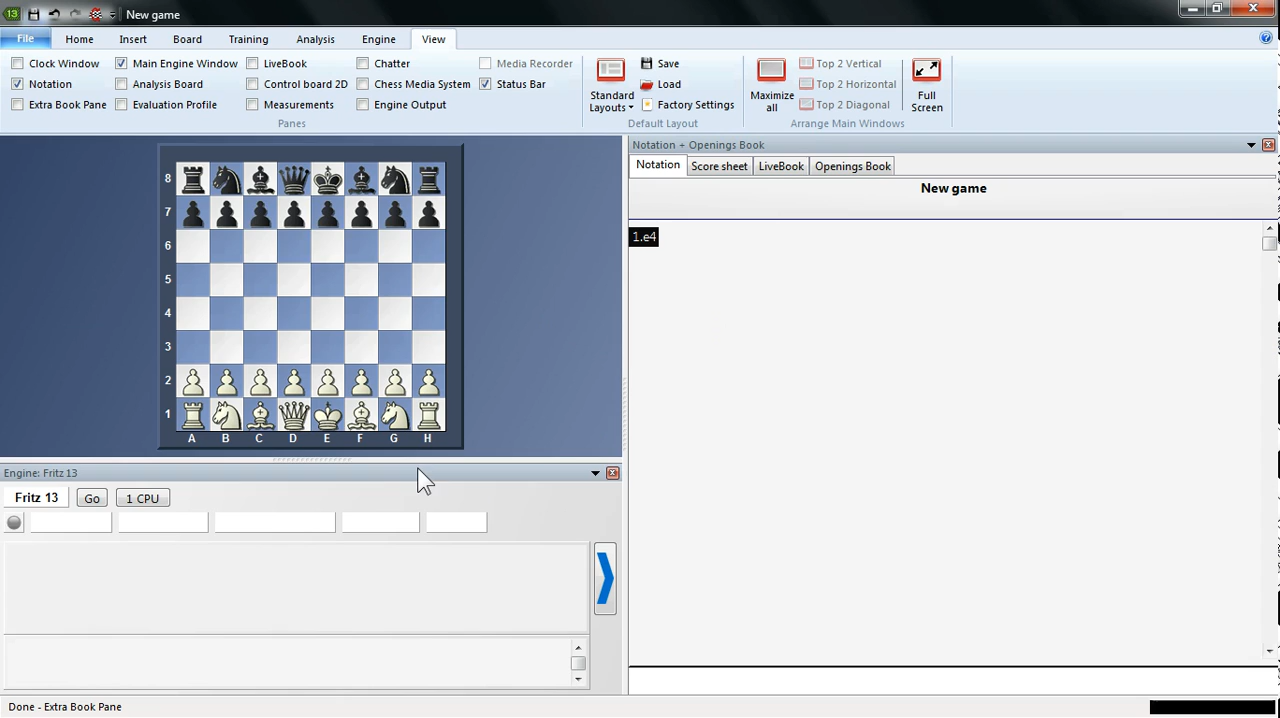 13 New game
File Home Insert Board Training Analysis Engine View
Clock Window Main Engine Window LiveBook Chatter Media Recorder
Notation Analysis Board Control board 2D Chess Media System Status Bar
Extra Book Pane Evaluation Profile Measurements Engine Output
Panes
Standard Layouts
Save
Load
Factory Settings
Default Layout
Maximize all
Top 2 Vertical
Top 2 Horizontal
Top 2 Diagonal
Arrange Main Windows
Full Screen
8
7
6
5
4
3
2
1
A B C D E F G H
Notation + Openings Book
Notation Score sheet LiveBook Openings Book
New game
1.e4
Engine: Fritz 13
Fritz 13 Go 1 CPU
Done - Extra Book Pane